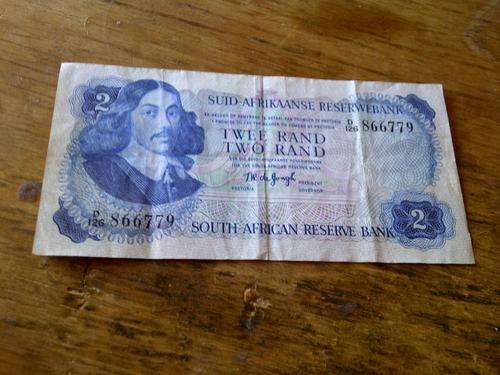 2
SUID-AFRIKAANSE RESERWEBANK
D/126 866779
TWEE RAND
TWO RAND
PRETORIA
PRESIDENT
GOVERNOR
D/126 866779
2
SOUTH AFRICAN RESERVE BANK